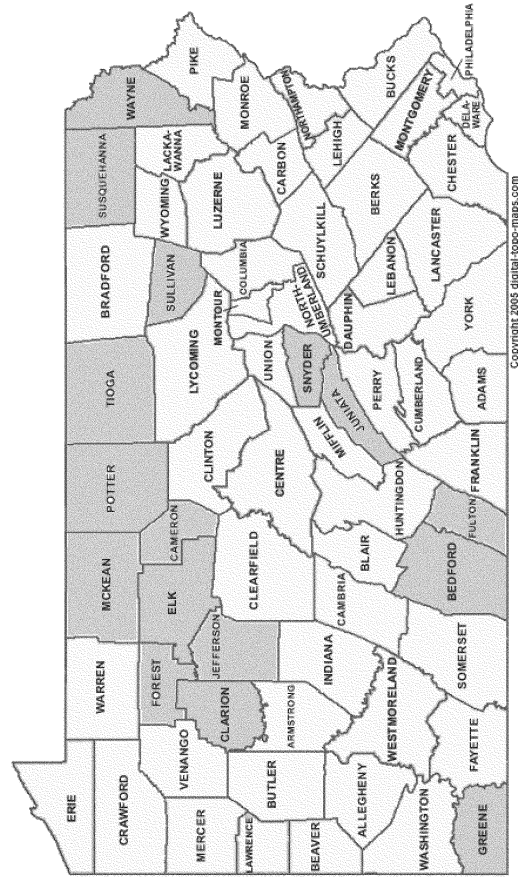 ERIE
CRAWFORD
WARREN
MCKEAN
POTTER
TIOGA
BRADFORD
SUSQUEHANNA
WAYNE
MERCER
VENANGO
FOREST
ELK
CAMERON
CLINTON
LYCOMING
SULLIVAN
WYOMING
LACKA-
WANNA
PIKE
LAWRENCE
BUTLER
CLARION
JEFFERSON
CLEARFIELD
CENTRE
UNION
MONTOUR
COLUMBIA
LUZERNE
MONROE
BEAVER
ARMSTRONG
INDIANA
CAMBRIA
BLAIR
HUNTINGDON
MIFFLIN
SNYDER
NORTH-
UMBERLAND
SCHUYLKILL
CARBON
NORTHAMPTON
LEHIGH
ALLEGHENY
WESTMORELAND
JUNIATA
PERRY
DAUPHIN
LEBANON
BERKS
BUCKS
MONTGOMERY
WASHINGTON
FAYETTE
SOMERSET
BEDFORD
FULTON
FRANKLIN
CUMBERLAND
ADAMS
YORK
LANCASTER
CHESTER
DELA-
WARE
PHILADELPHIA
GREENE
Copyright 2005 digital-topo-maps.com